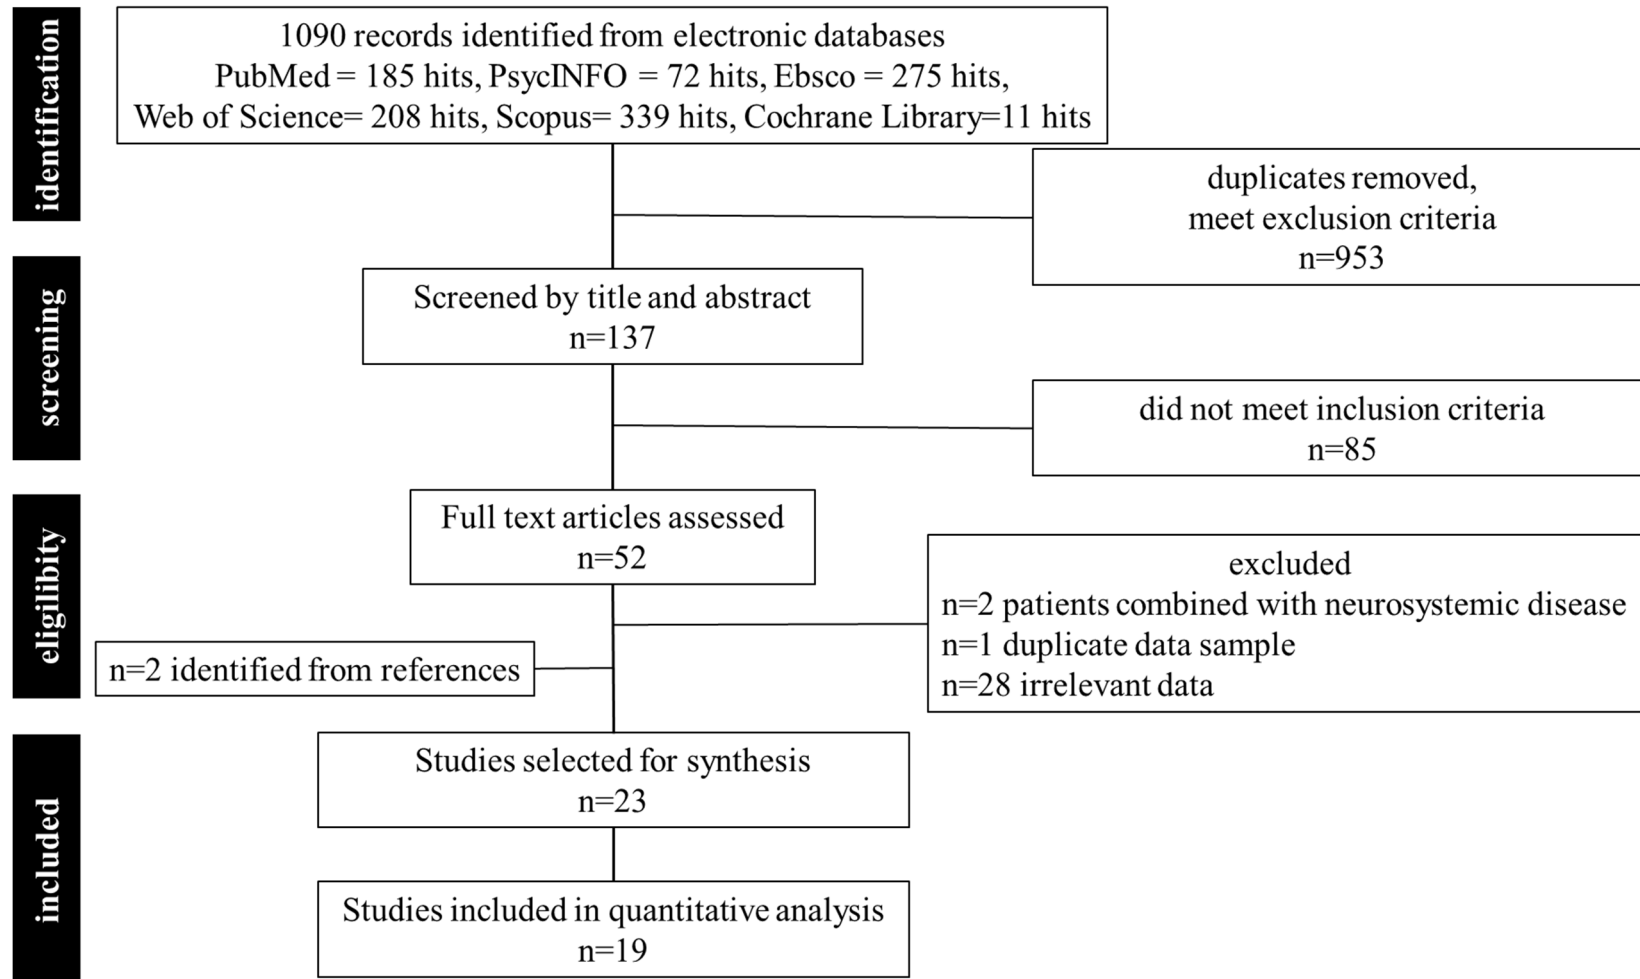 identification
1090 records identified from electronic databases
PubMed = 185 hits, PsycINFO = 72 hits, Ebsco = 275 hits,
Web of Science= 208 hits, Scopus= 339 hits, Cochrane Library=11 hits
duplicates removed,
meet exclusion criteria
n=953
screening
Screened by title and abstract
n=137
did not meet inclusion criteria
n=85
eligilibity
Full text articles assessed
n=52
excluded
n=2 patients combined with neurosystemic disease
n=1 duplicate data sample
n=28 irrelevant data
n=2 identified from references
included
Studies selected for synthesis
n=23
Studies included in quantitative analysis
n=19